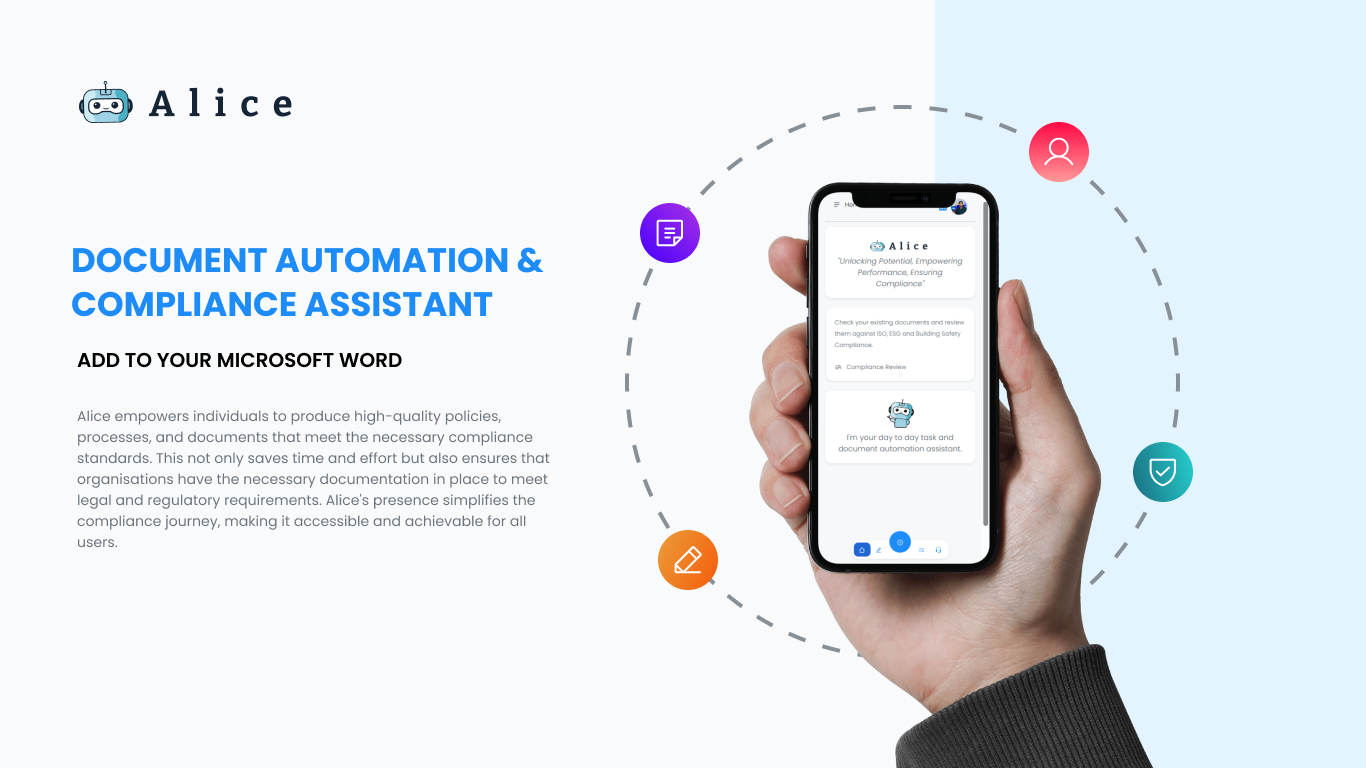 Alice
DOCUMENT AUTOMATION &
COMPLIANCE ASSISTANT
ADD TO YOUR MICROSOFT WORD
Alice empowers individuals to produce high-quality policies,
processes, and documents that meet the necessary compliance
standards. This not only saves time and effort but also ensures that
organisations have the necessary documentation in place to meet
legal and regulatory requirements. Alice's presence simplifies the
compliance journey, making it accessible and achievable for all
users.
Alice
"Unlocking Potential, Empowering
Performance, Ensuring
Compliance"
Check your existing documents and review
them against ISO, ESG and Building Safety
Compliance.
Compliance Review
I'm your day to day task and
document automation assistant.